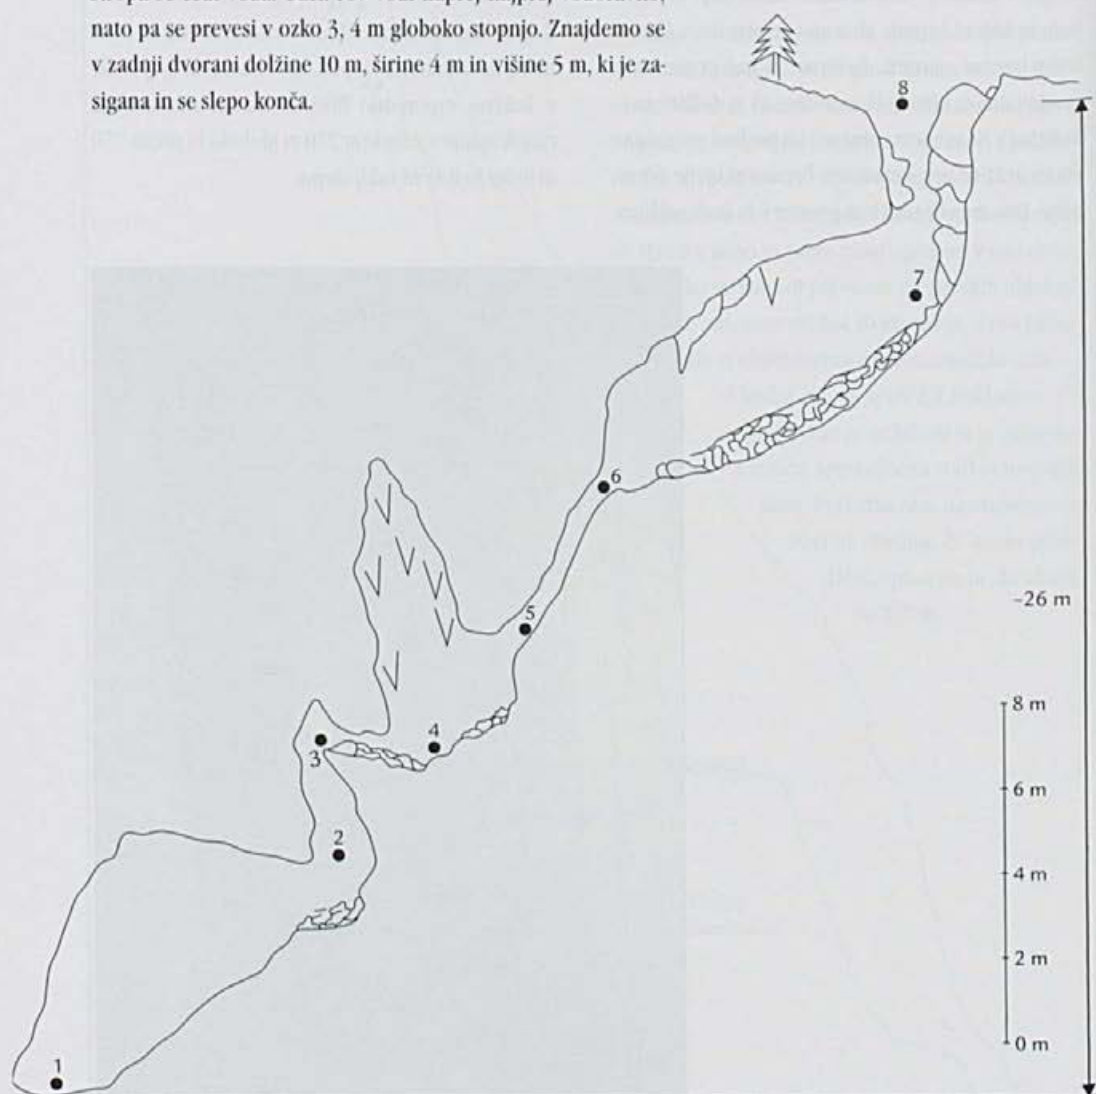 nato pa se prevesi v ozko 3, 4 m globoko stopnjo. Znajdemo se
v zadnji dvorani dolžine 10 m, širine 4 m in višine 5 m, ki je za-
sigana in se slepo konča.
8
7
6
5
-26 m
4
3
2
1
8 m
6 m
4 m
2 m
0 m